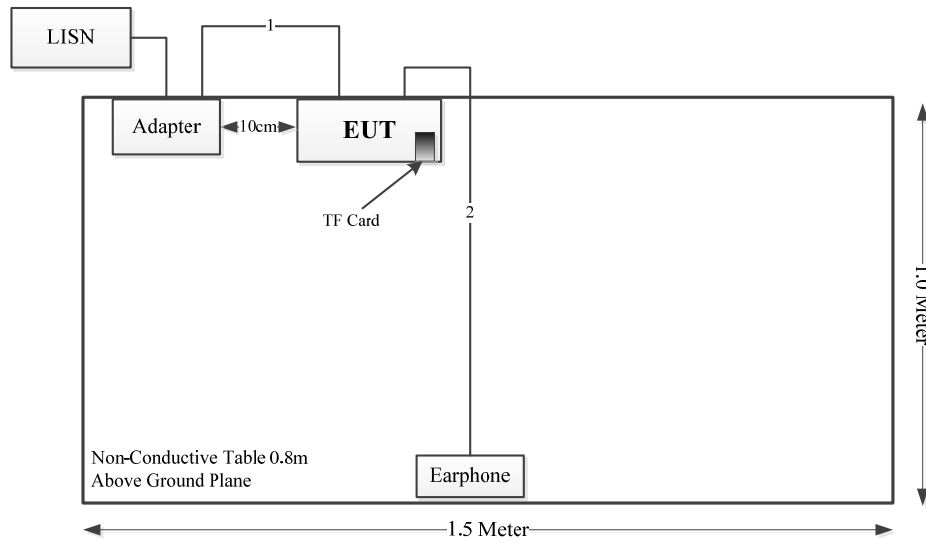 LISN
1
Adapter
10cm
EUT
TF Card
2
1.0 Meter
Non-Conductive Table 0.8m
Above Ground Plane
Earphone
1.5 Meter